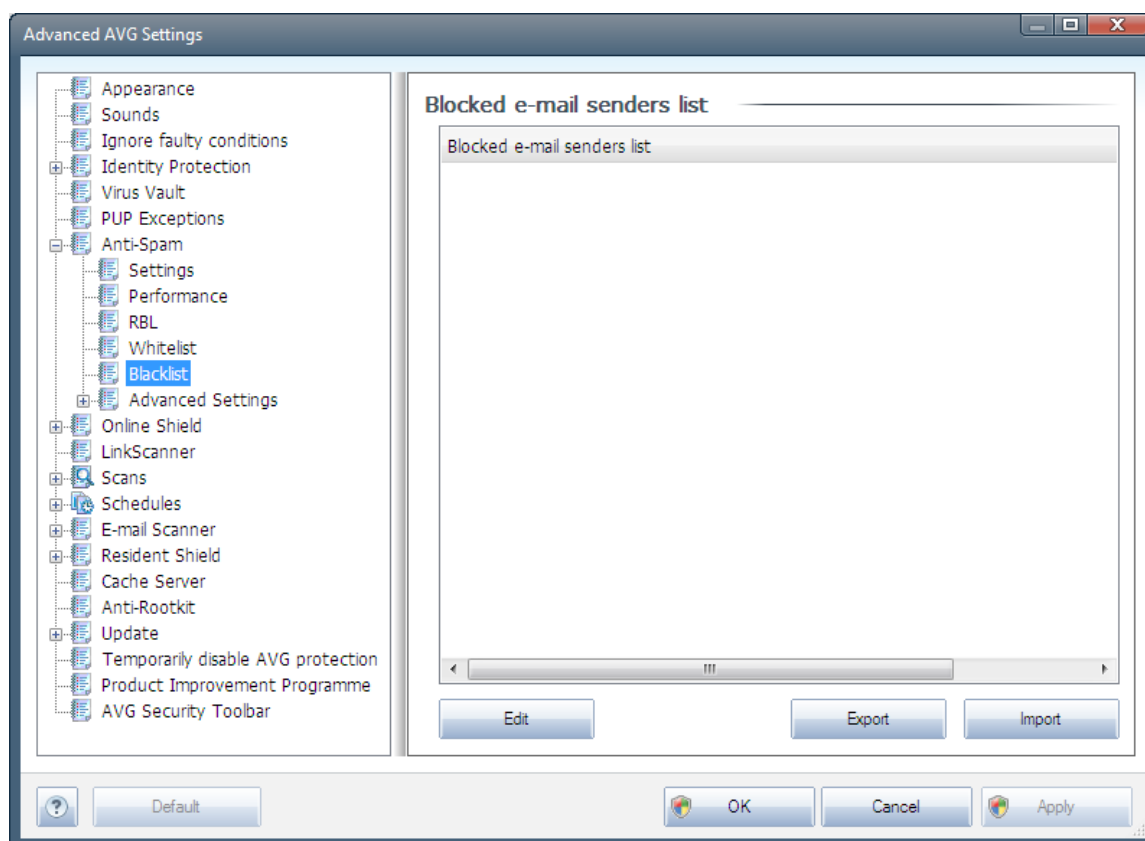 Advanced AVG Settings
X
Appearance
Sounds
Ignore faulty conditions
Identity Protection
Virus Vault
PUP Exceptions
Anti-Spam
Settings
Performance
RBL
Whitelist
Blacklist
Advanced Settings
Online Shield
LinkScanner
Scans
Schedules
E-mail Scanner
Resident Shield
Cache Server
Anti-Rootkit
Update
Temporarily disable AVG protection
Product Improvement Programme
AVG Security Toolbar
Blocked e-mail senders list
Blocked e-mail senders list
Edit
Export
Import
?
Default
OK
Cancel
Apply